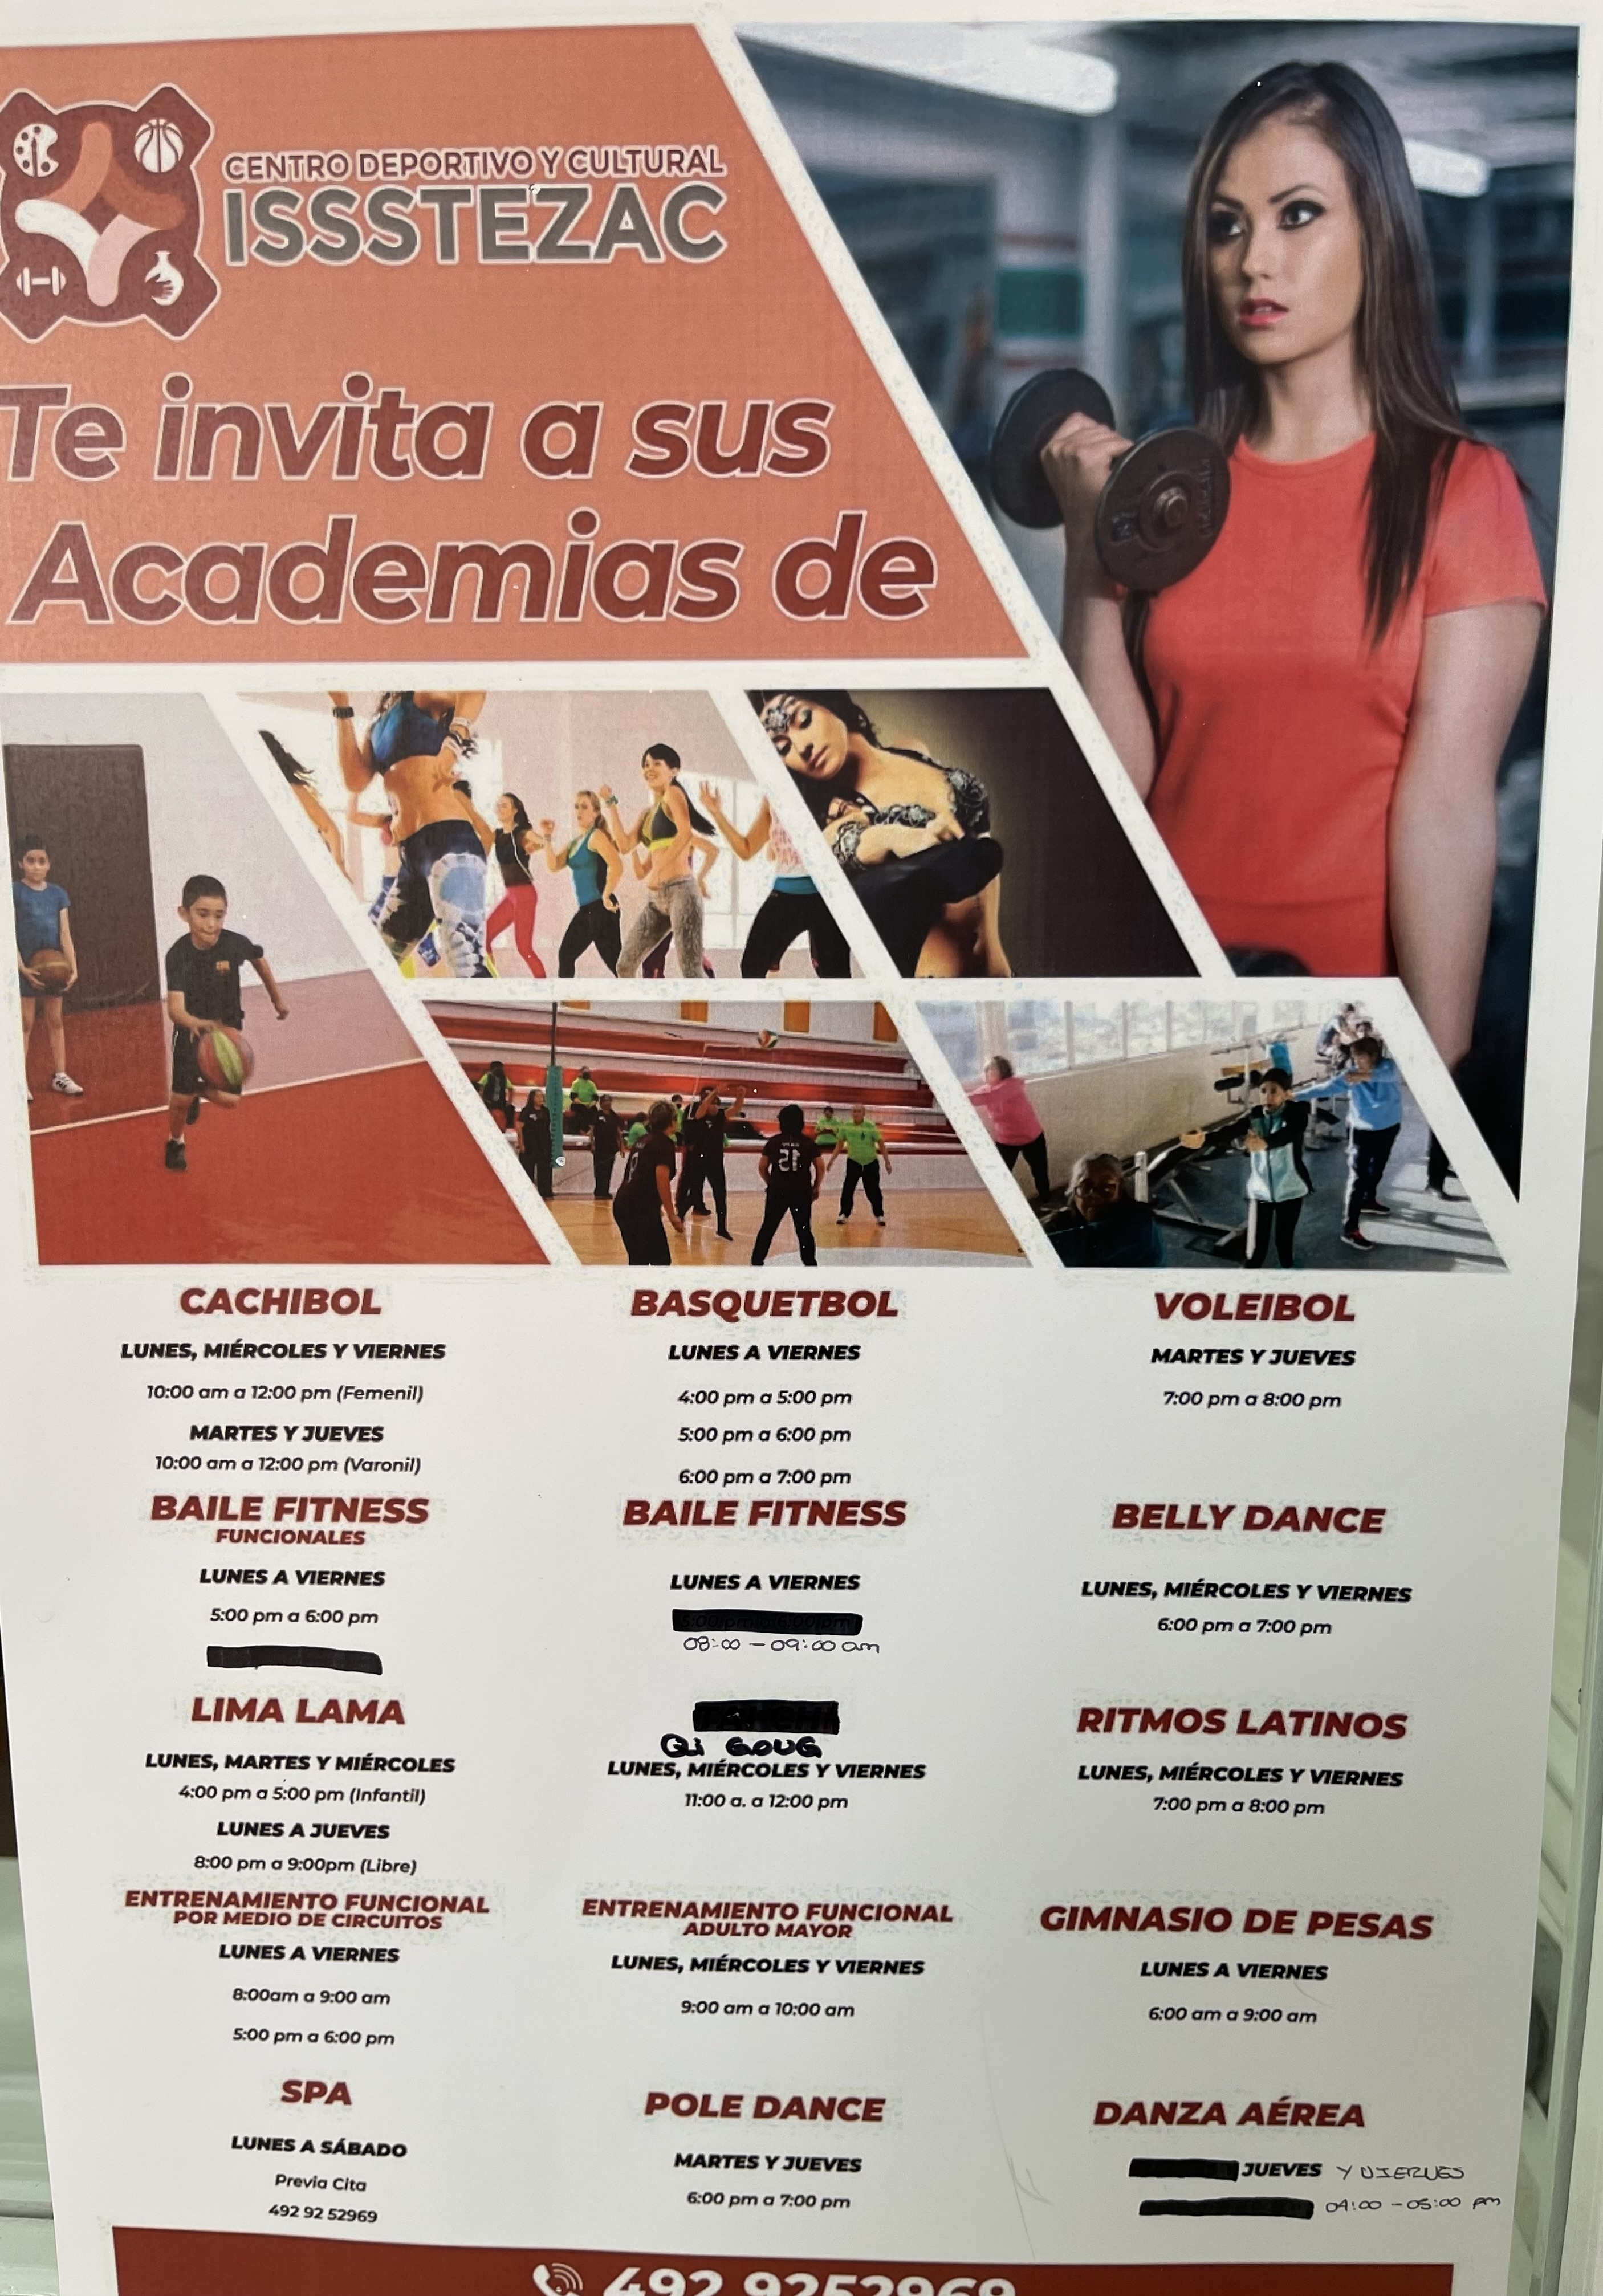 CENTRO DEPORTIVO Y CULTURAL
ISSSTEZAC
Te invita a sus
Academias de
CACHIBOL
LUNES, MIÉRCOLES Y VIERNES
10:00 am a 12:00 pm (Femenil)
MARTES Y JUEVES
10:00 am a 12:00 pm (Varonil)
BASQUETBOL
LUNES A VIERNES
4:00 pm a 5:00 pm
5:00 pm a 6:00 pm
6:00 pm a 7:00 pm
VOLEIBOL
MARTES Y JUEVES
7:00 pm a 8:00 pm
BAILE FITNESS
FUNCIONALES
LUNES A VIERNES
5:00 pm a 6:00 pm
BAILE FITNESS
LUNES A VIERNES
08:00 - 09:00 am
BELLY DANCE
LUNES, MIÉRCOLES Y VIERNES
6:00 pm a 7:00 pm
LIMA LAMA
LUNES, MARTES Y MIÉRCOLES
4:00 pm a 5:00 pm (Infantil)
LUNES A JUEVES
8:00 pm a 9:00pm (Libre)
Qi GOUG
LUNES, MIÉRCOLES Y VIERNES
11:00 a. a 12:00 pm
RITMOS LATINOS
LUNES, MIÉRCOLES Y VIERNES
7:00 pm a 8:00 pm
ENTRENAMIENTO FUNCIONAL
POR MEDIO DE CIRCUITOS
LUNES A VIERNES
8:00am a 9:00 am
5:00 pm a 6:00 pm
ENTRENAMIENTO FUNCIONAL
ADULTO MAYOR
LUNES, MIÉRCOLES Y VIERNES
9:00 am a 10:00 am
GIMNASIO DE PESAS
LUNES A VIERNES
6:00 am a 9:00 am
SPA
LUNES A SÁBADO
Previa Cita
492 92 52969
POLE DANCE
MARTES Y JUEVES
6:00 pm a 7:00 pm
DANZA AÉREA
JUEVES Y VIERNES
04:00 - 05:00 pm
492 9252969